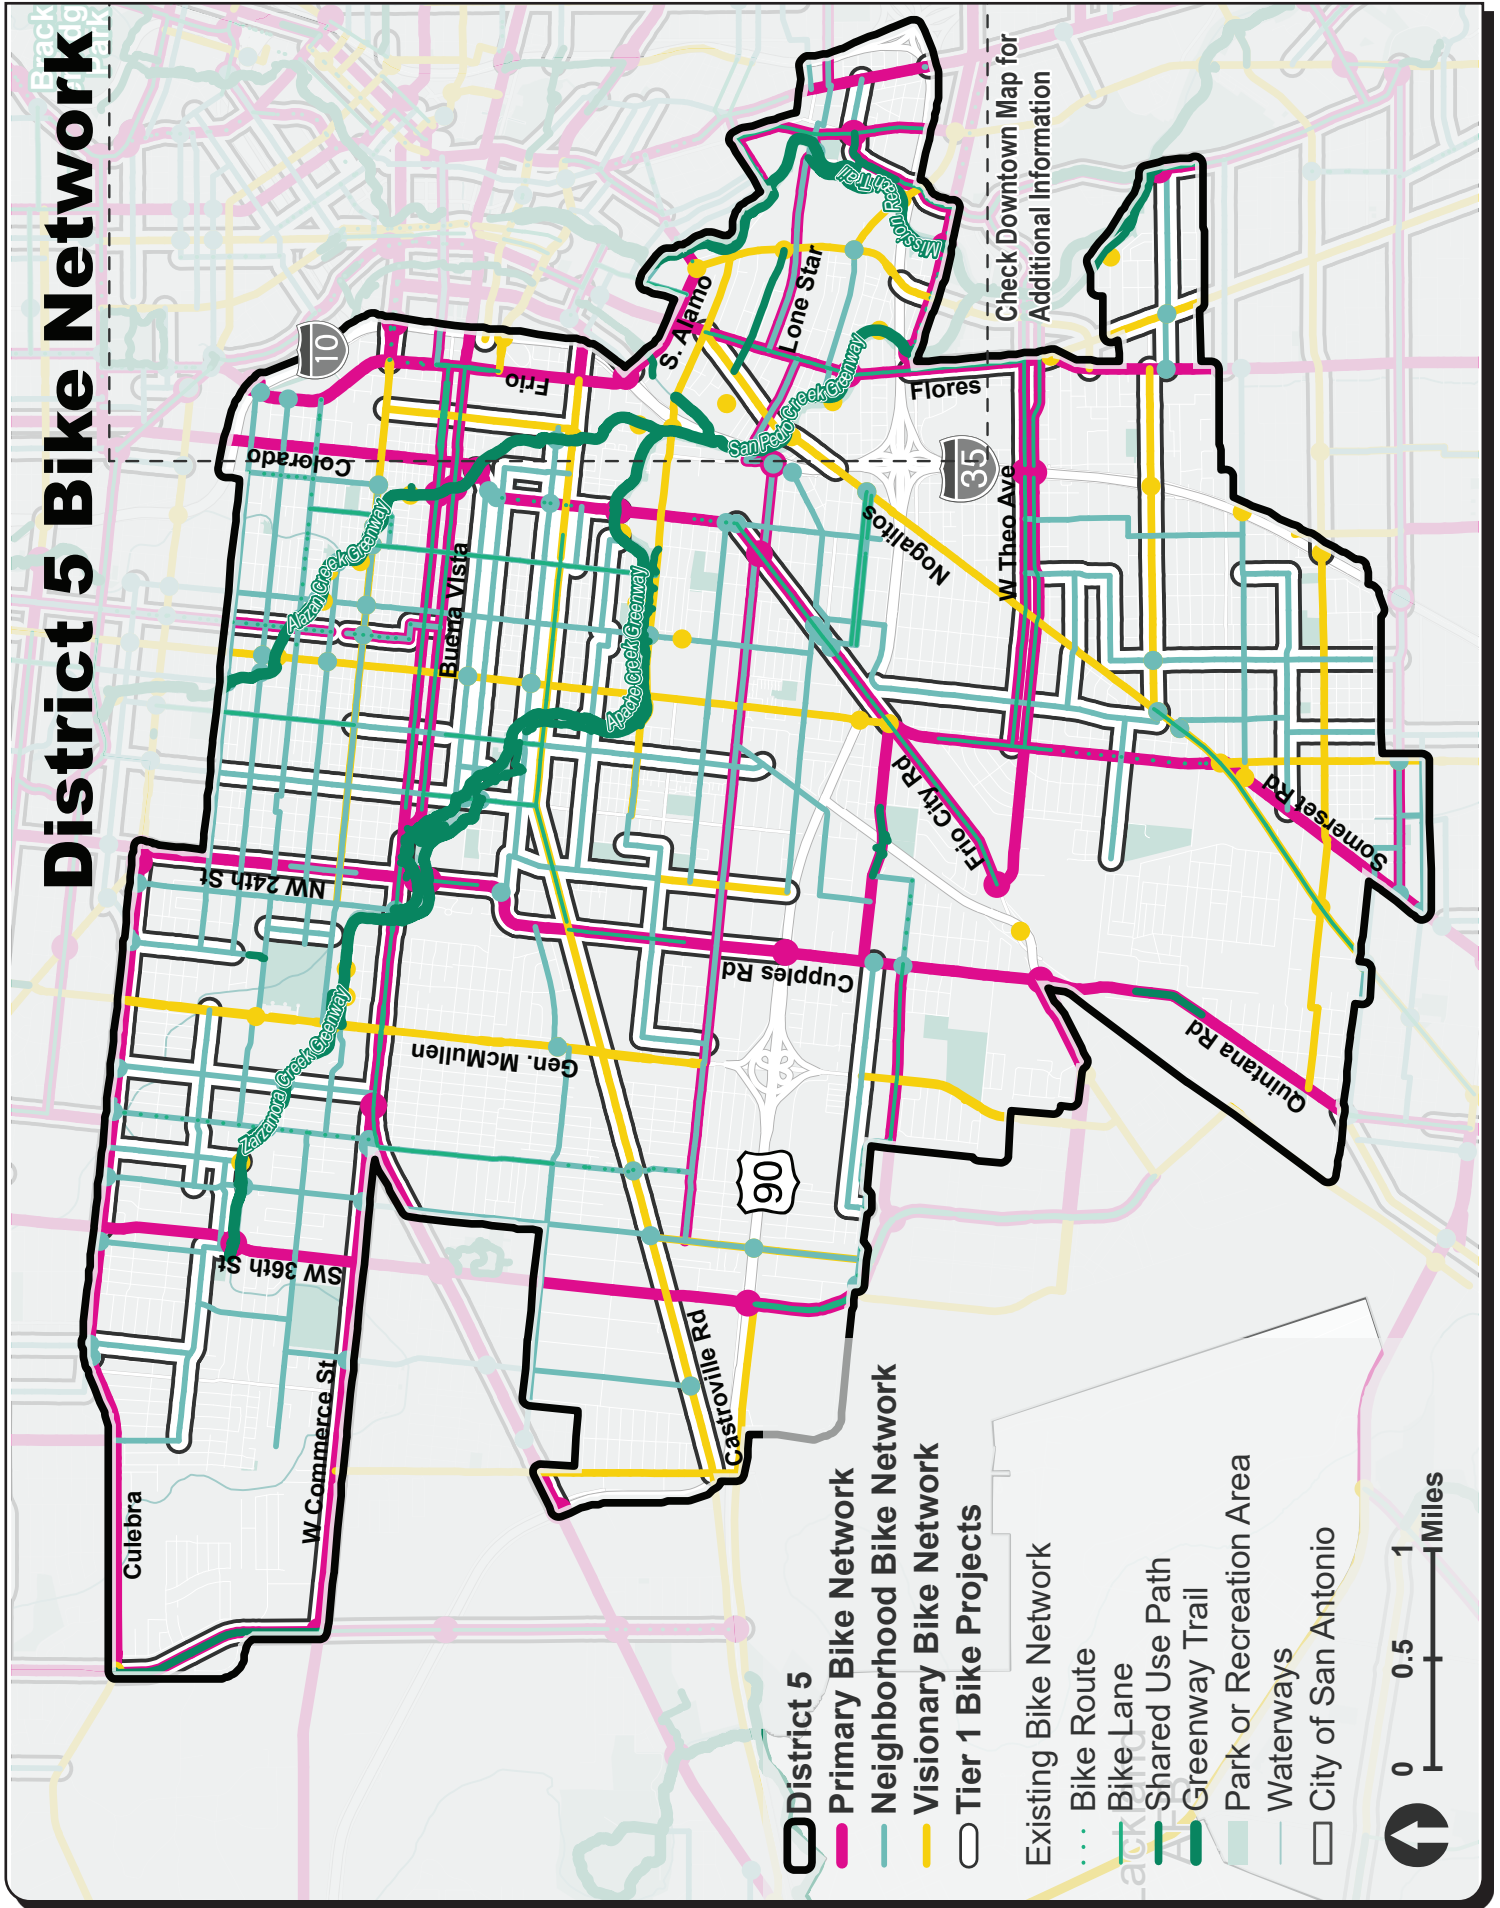 District 5 Bike Network
Brack
Park
10
Colorado
Frio
Alazan Creek Greenway
Buena Vista
Apache Creek Greenway
S. Alamo
Lone Star
Mission Reach Trail
San Pedro Creek Greenway
Flores
Check Downtown Map for
Additional Information
35
Nogalitos
W Theo Ave
NW 24th St
Zarzamora Creek Greenway
Gen. McMullen
Cupples Rd
Frio City Rd
Somerset Rd
Quintana Rd
SW 36th St
Culebra
W Commerce St
Castroville Rd
90
District 5
Primary Bike Network
Neighborhood Bike Network
Visionary Bike Network
Tier 1 Bike Projects
Existing Bike Network
Bike Route
Bike Lane
Shared Use Path
Greenway Trail
Park or Recreation Area
Waterways
City of San Antonio
Lackland
AFB
0 0.5 1
Miles